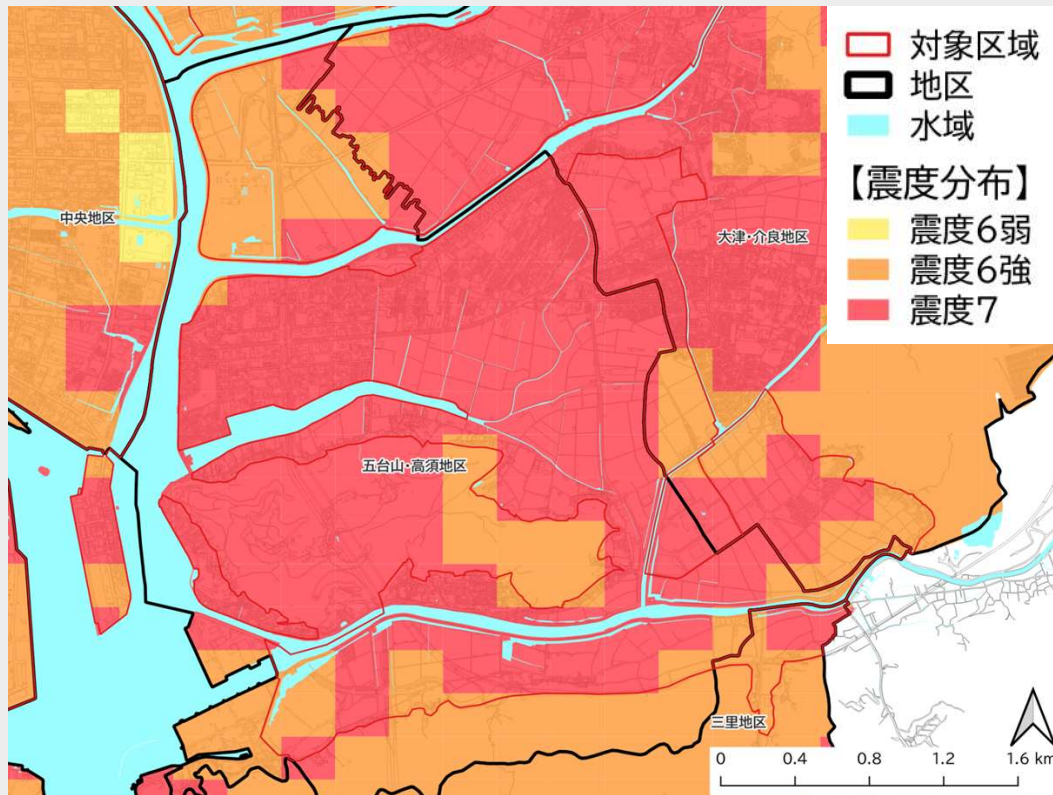 対象区域
地区
水域
【震度分布】
震度6弱
震度6強
震度7
中央地区
大津・介良地区
五台山・高須地区
三里地区
0 0.4 0.8 1.2 1.6 km